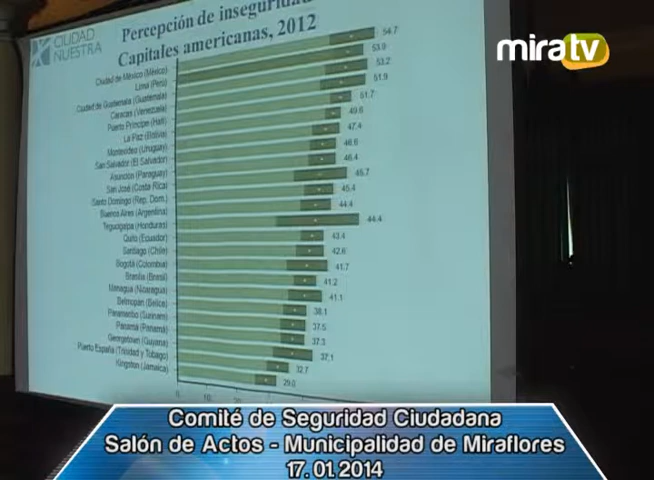 CIUDAD
NUESTRA
Percepción de
Capitales americanas, 2012
miratv
Ciudad de México (México) 54.7
Lima (Perú) 53.9
Ciudad de Guatemala (Guatemala) 53.2
Caracas (Venezuela) 51.9
Puerto Príncipe (Haití) 51.7
La Paz (Bolivia) 49.6
Montevideo (Uruguay) 47.4
San Salvador (El Salvador) 46.6
Asunción (Paraguay) 46.4
San José (Costa Rica) 45.7
Santo Domingo (Rep. Dom.) 45.4
Buenos Aires (Argentina) 44.4
Tegucigalpa (Honduras) 44.4
Quito (Ecuador) 43.4
Santiago (Chile) 42.6
Bogotá (Colombia) 41.7
Brasilia (Brasil) 41.2
Managua (Nicaragua) 41.1
Belmopán (Belice) 38.1
Paramaribo (Surinam) 37.5
Panamá (Panamá) 37.3
Georgetown (Guyana) 37.1
Puerto España (Trinidad y Tobago) 32.7
Kingston (Jamaica) 29.0
Comité de Seguridad Ciudadana
Salón de Actos - Municipalidad de Miraflores
17.01.2014